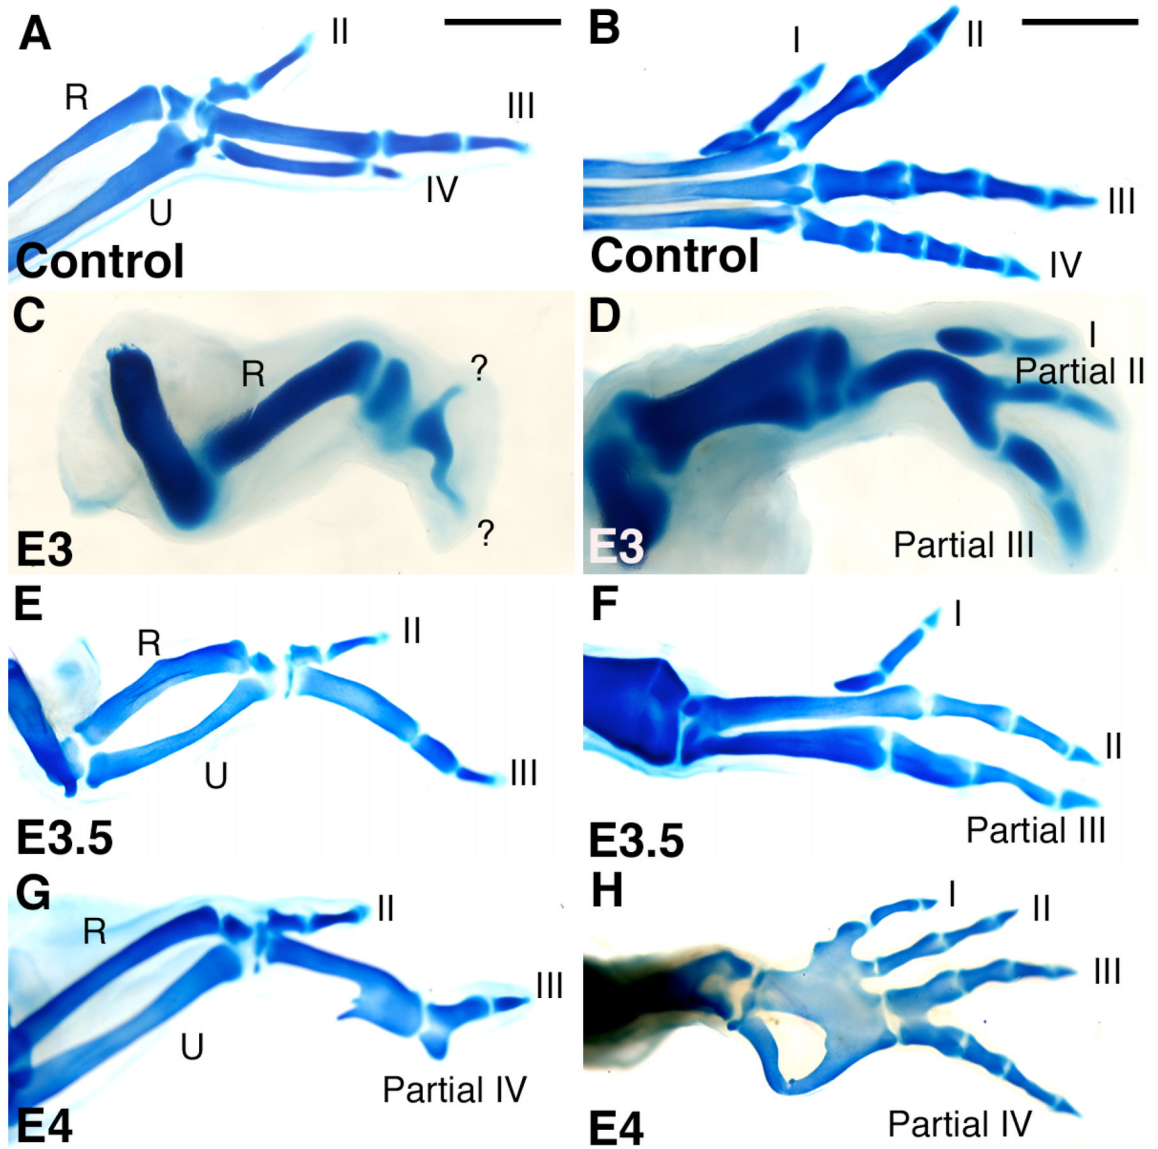 A
II
R
III
IV
U
Control
B
I
II
III
IV
Control
C
R
?
?
E3
D
I
Partial II
Partial III
E3
E
R
II
U
III
E3.5
F
I
II
Partial III
E3.5
G
R
II
III
U
Partial IV
E4
H
I
II
III
Partial IV
E4